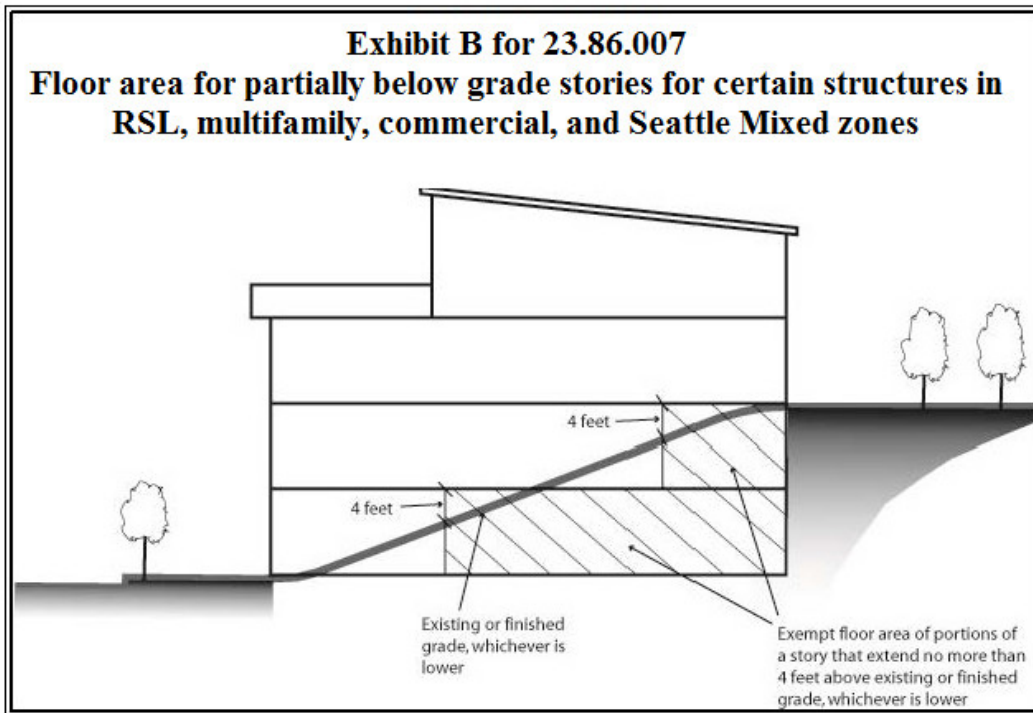 Exhibit B for 23.86.007
Floor area for partially below grade stories for certain structures in
RSL, multifamily, commercial, and Seattle Mixed zones
4 feet
4 feet
Existing or finished
grade, whichever is
lower
Exempt floor area of portions of
a story that extend no more than
4 feet above existing or finished
grade, whichever is lower